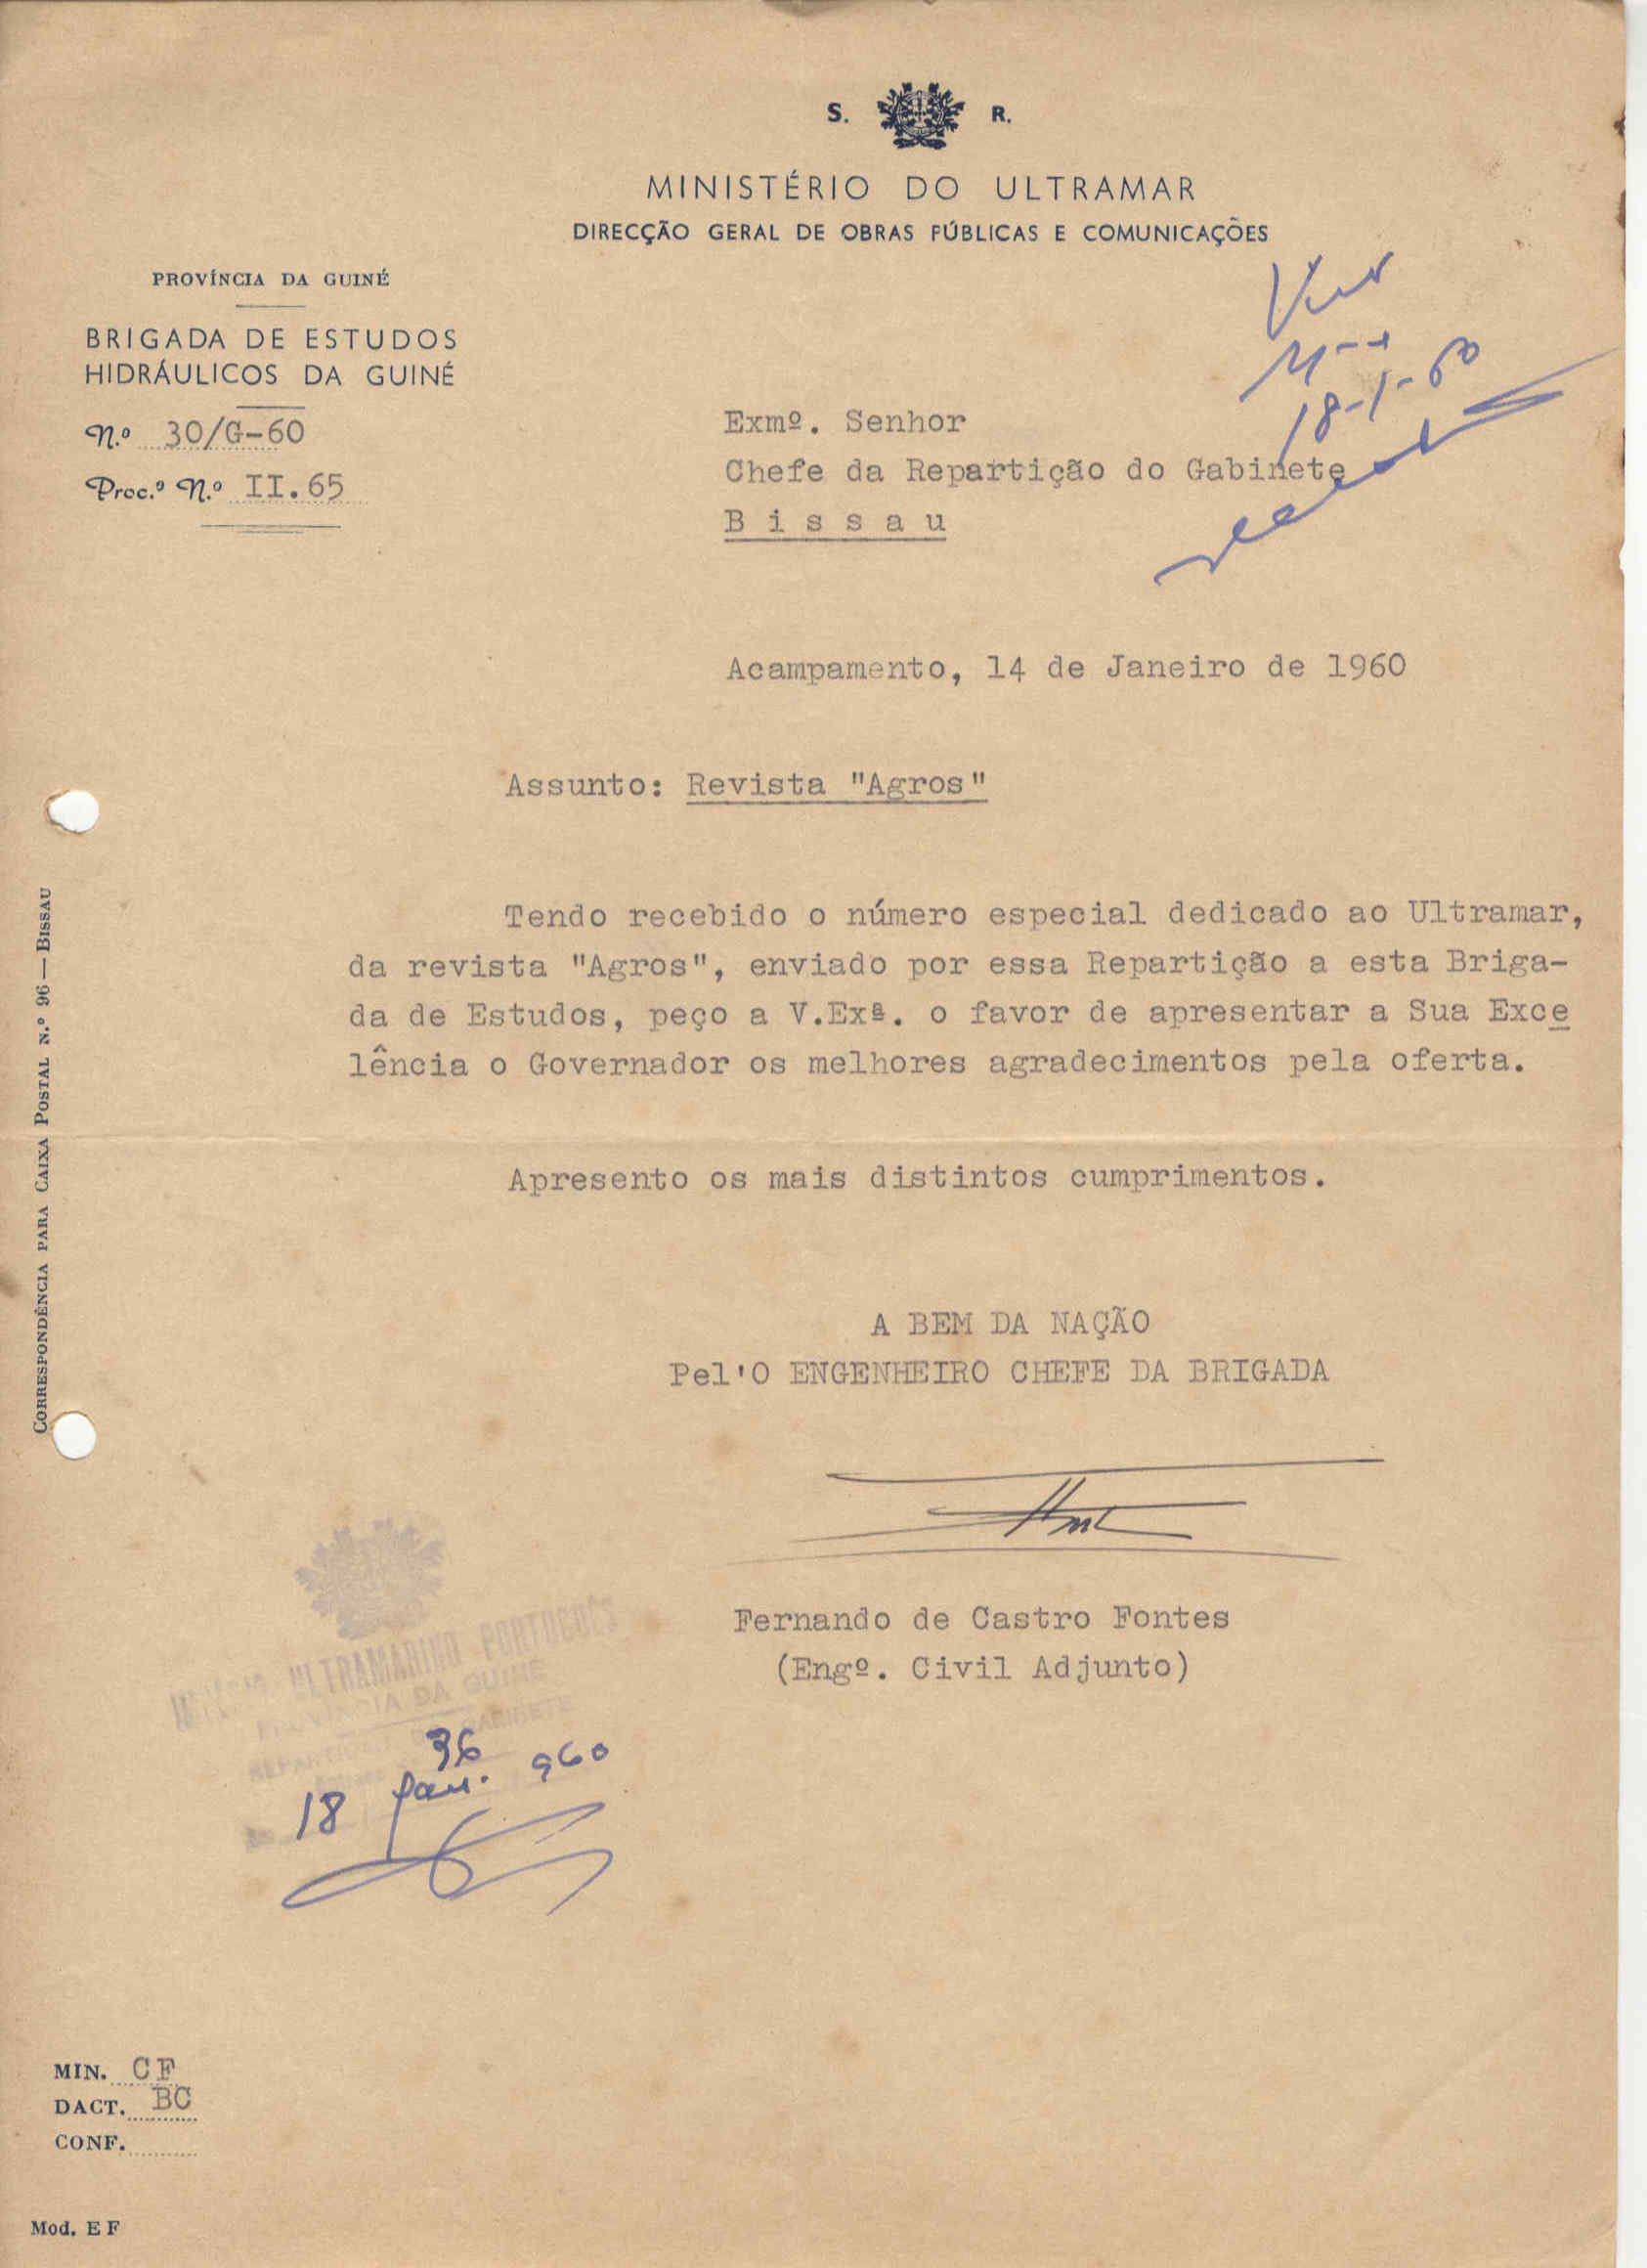 S. R.
MINISTÉRIO DO ULTRAMAR
DIRECÇÃO GERAL DE OBRAS PÚBLICAS E COMUNICAÇÕES
PROVÍNCIA DA GUINÉ
BRIGADA DE ESTUDOS
HIDRÁULICOS DA GUINÉ
N.º 30/G-60
Proc.º N.º II.65
18-1-60
Exmº. Senhor
Chefe da Repartição do Gabinete
B i s s a u
Acampamento, 14 de Janeiro de 1960
Assunto: Revista "Agros"
Tendo recebido o número especial dedicado ao Ultramar,
da revista "Agros", enviado por essa Repartição a esta Briga-
da de Estudos, peço a V.Exª. o favor de apresentar a Sua Exce
lência o Governador os melhores agradecimentos pela oferta.
Apresento os mais distintos cumprimentos.
A BEM DA NAÇÃO
Pel'O ENGENHEIRO CHEFE DA BRIGADA
Fernando de Castro Fontes
(Engº. Civil Adjunto)
CORRESPONDÊNCIA PARA CAIXA POSTAL N.º 96 — BISSAU
ULTRAMARINO PORTUGUÊS
PROVÍNCIA DA GUINÉ
GABINETE
36
18 Jan. 960
MIN. CF
DACT. BC
CONF.
Mod. E F